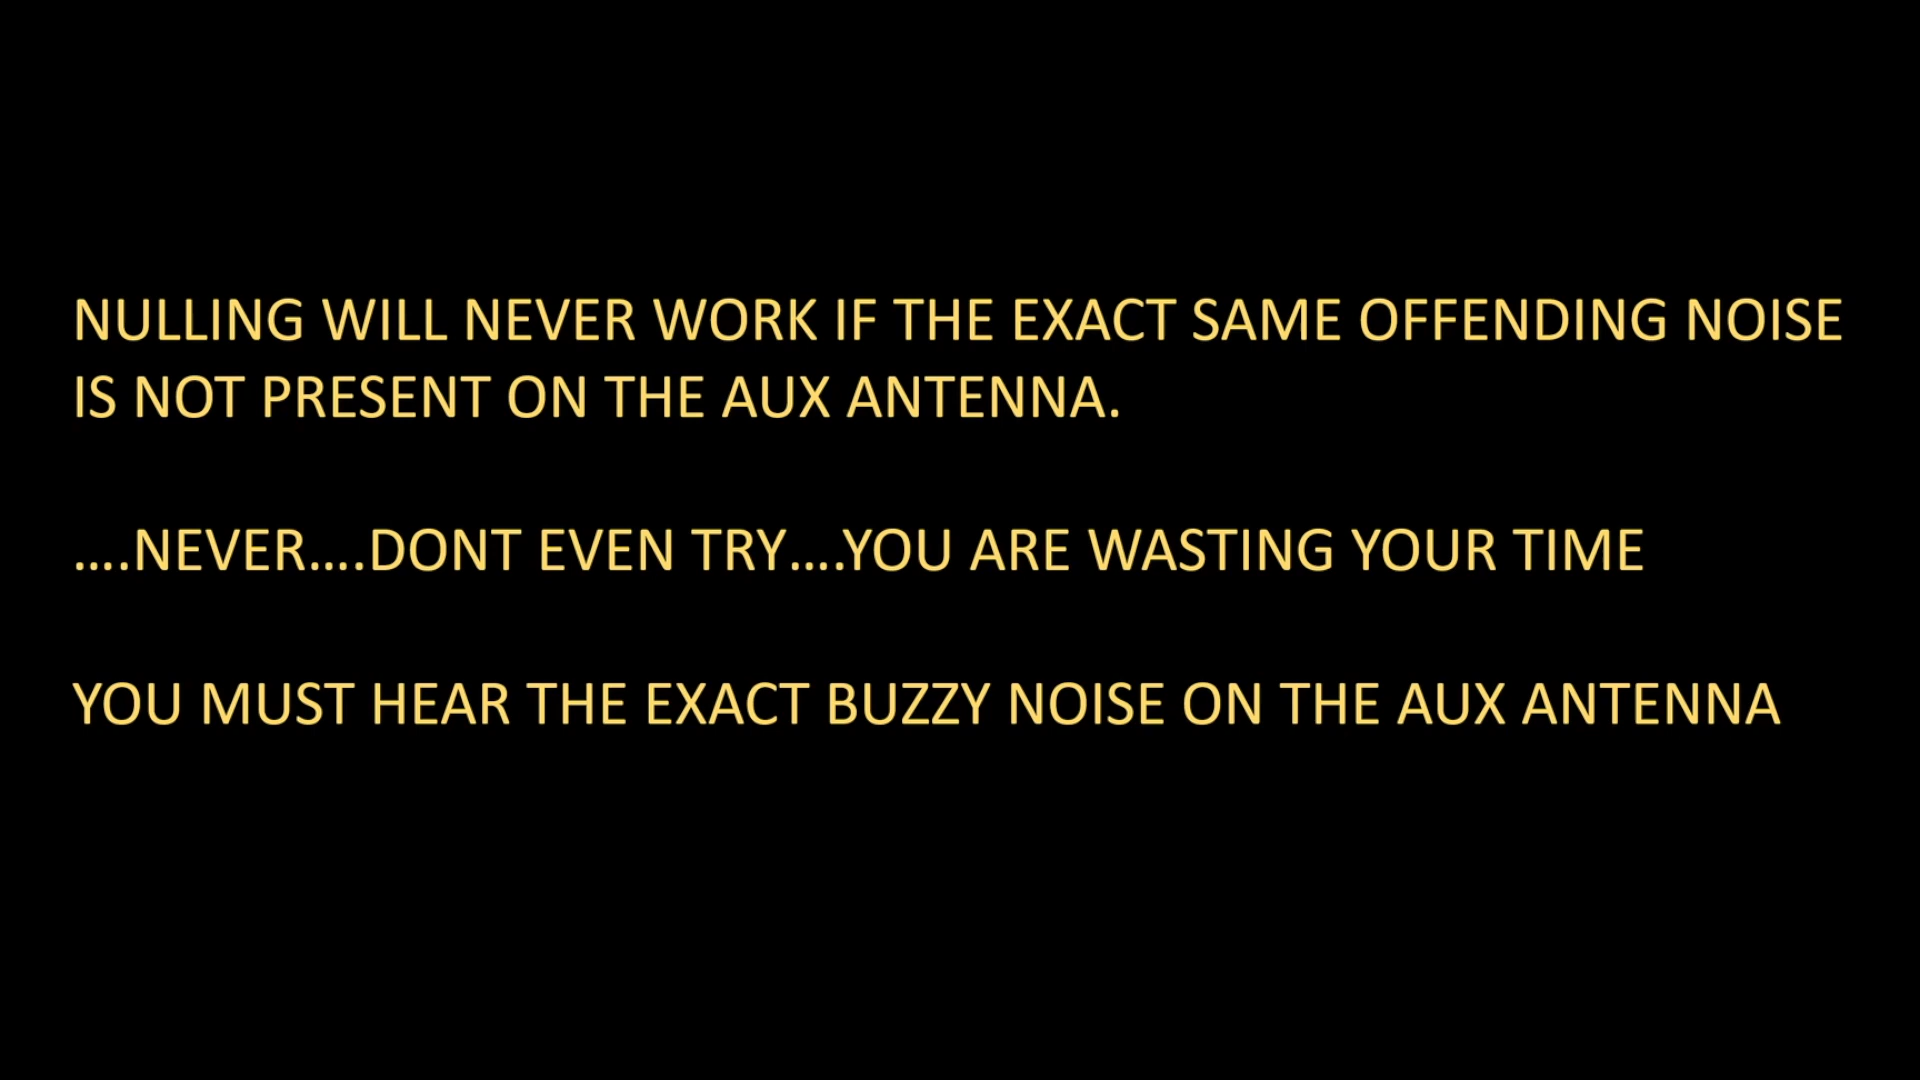 NULLING WILL NEVER WORK IF THE EXACT SAME OFFENDING NOISE
IS NOT PRESENT ON THE AUX ANTENNA.
....NEVER....DONT EVEN TRY....YOU ARE WASTING YOUR TIME
YOU MUST HEAR THE EXACT BUZZY NOISE ON THE AUX ANTENNA